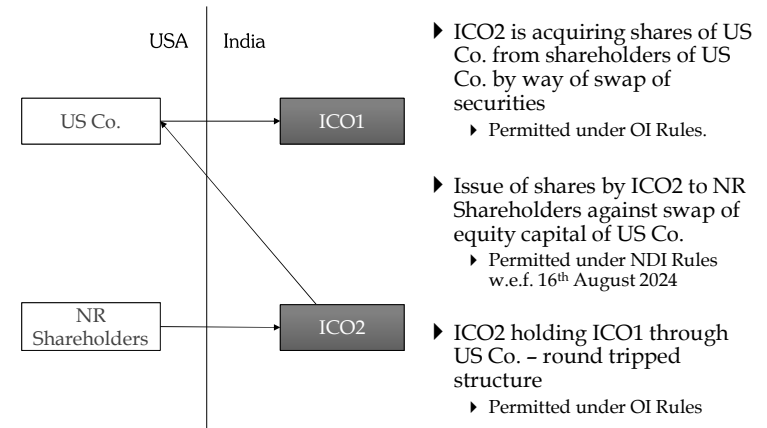 USA India
US Co.
ICO1
NR
Shareholders
ICO2
ICO2 is acquiring shares of US
Co. from shareholders of US
Co. by way of swap of
securities
Permitted under OI Rules.
Issue of shares by ICO2 to NR
Shareholders against swap of
equity capital of US Co.
Permitted under NDI Rules
w.e.f. 16th August 2024
ICO2 holding ICO1 through
US Co. – round tripped
structure
Permitted under OI Rules